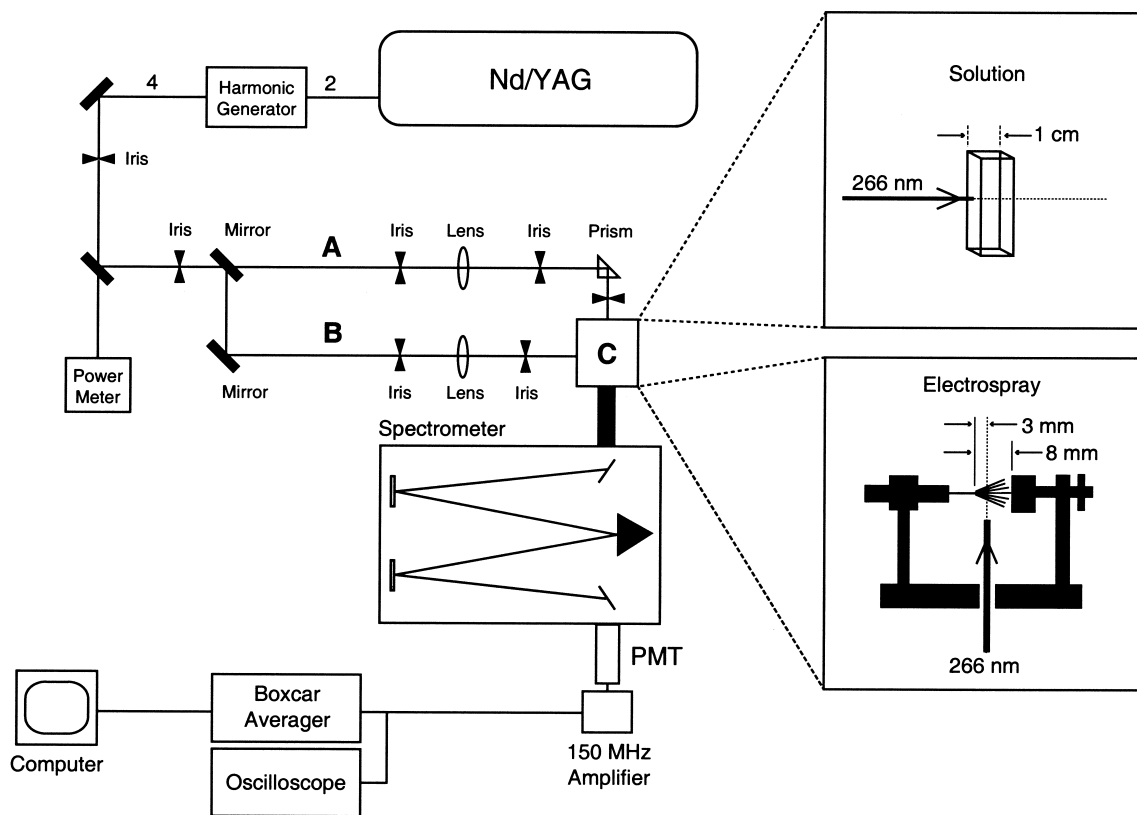 Nd/YAG
2
Harmonic
Generator
4
Iris
Iris
Mirror
A
Iris
Lens
Iris
Prism
B
C
Mirror
Iris
Lens
Iris
Power
Meter
Spectrometer
PMT
150 MHz
Amplifier
Boxcar
Averager
Oscilloscope
Computer
Solution
1 cm
266 nm
Electrospray
3 mm
8 mm
266 nm